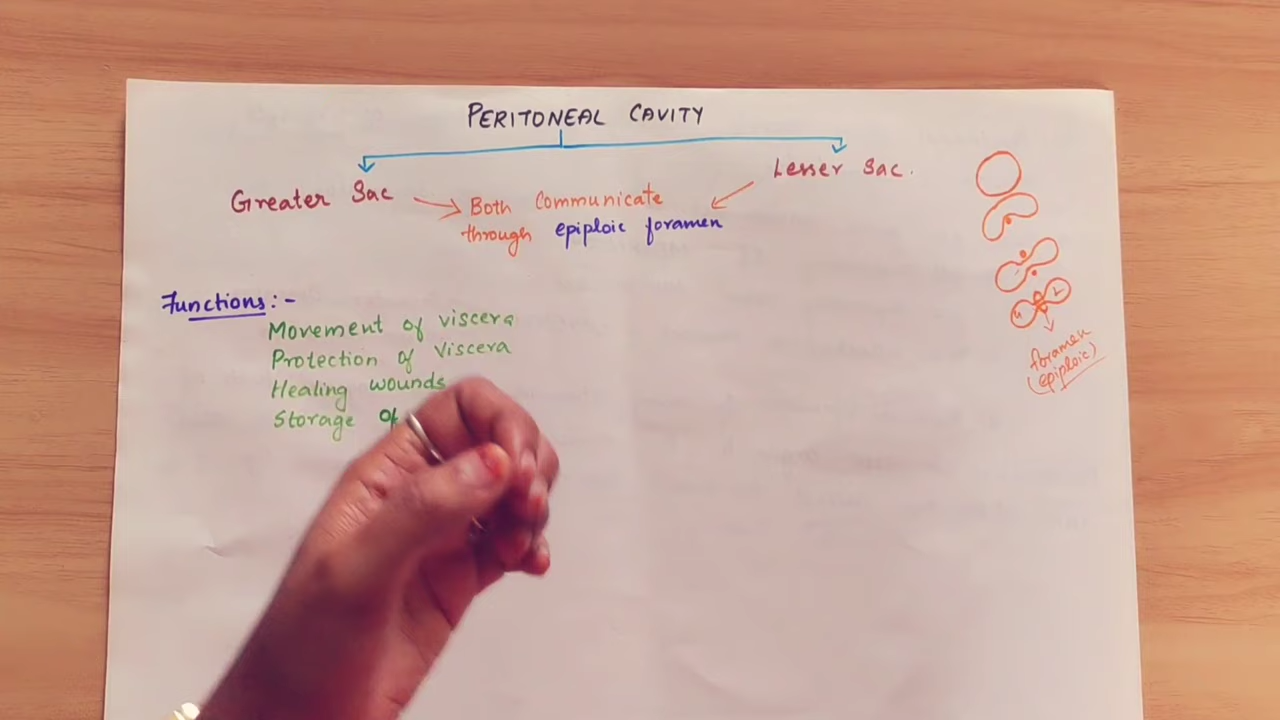 PERITONEAL CAVITY
Greater Sac
Lesser Sac.
Both Communicate
through epiploic foramen
Functions:-
Movement of viscera
Protection of viscera
Healing wounds
Storage of
foramen
(epiploic)